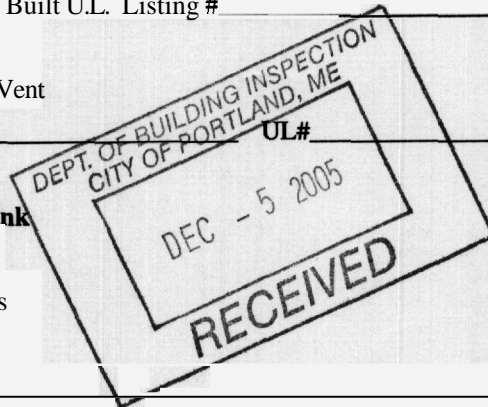 Built U.L. Listing #
Vent
DEPT. OF BUILDING INSPECTION
CITY OF PORTLAND, ME
UL#
DEC - 5 2005
nk
RECEIVED
s